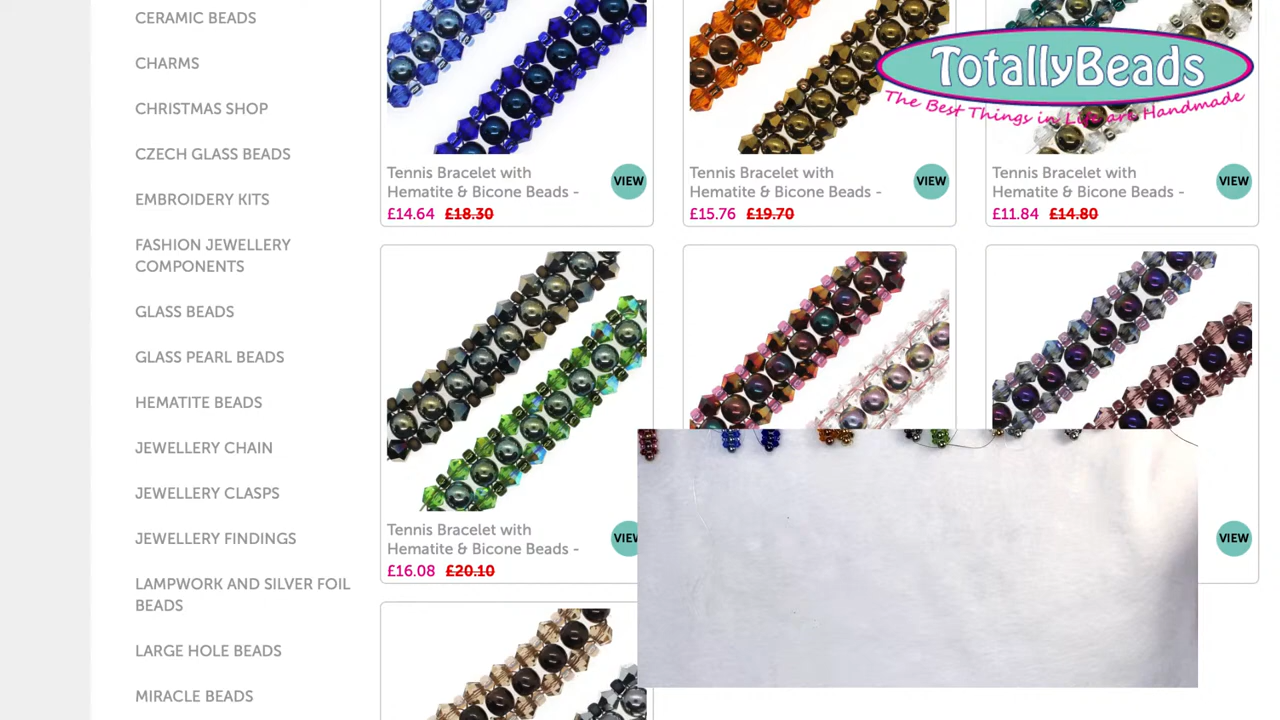 CERAMIC BEADS
CHARMS
CHRISTMAS SHOP
CZECH GLASS BEADS
EMBROIDERY KITS
FASHION JEWELLERY
COMPONENTS
GLASS BEADS
GLASS PEARL BEADS
HEMATITE BEADS
JEWELLERY CHAIN
JEWELLERY CLASPS
JEWELLERY FINDINGS
LAMPWORK AND SILVER FOIL
BEADS
LARGE HOLE BEADS
MIRACLE BEADS
TotallyBeads
The Best Things in Life are Handmade
Tennis Bracelet with
Hematite & Bicone Beads -
£14.64 £18.30
VIEW
Tennis Bracelet with
Hematite & Bicone Beads -
£15.76 £19.70
VIEW
Tennis Bracelet with
Hematite & Bicone Beads -
£11.84 £14.80
VIEW
Tennis Bracelet with
Hematite & Bicone Beads -
£16.08 £20.10
VIEW
VIEW